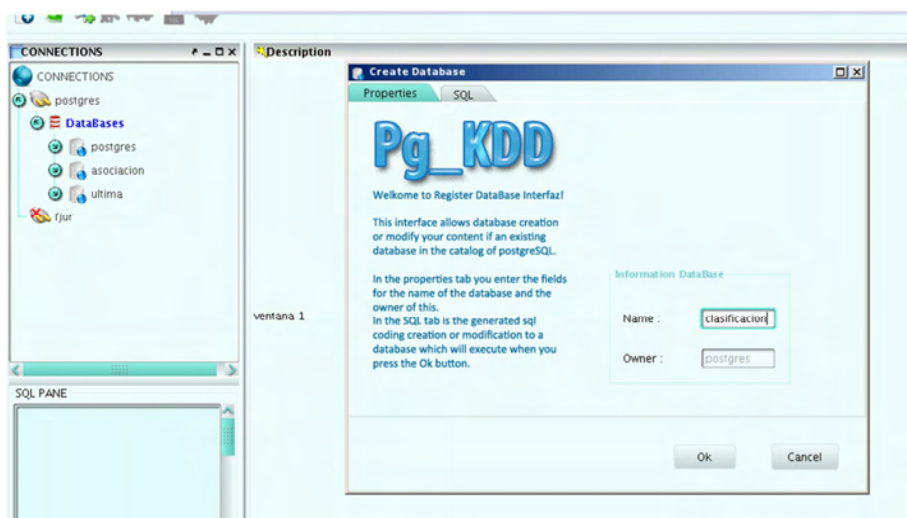 CONNECTIONS
CONNECTIONS
postgres
DataBases
postgres
asociacion
ultima
fjur
SQL PANE
Description
ventana 1
Create Database
Properties
SQL
Pg_KDD
Welkome to Register DataBase Interfaz!
This interface allows database creation
or modify your content if an existing
database in the catalog of postgreSQL.
In the properties tab you enter the fields
for the name of the database and the
owner of this.
In the SQL tab is the generated sql
coding creation or modification to a
database which will execute when you
press the Ok button.
Information DataBase
Name : clasificacion
Owner : postgres
Ok
Cancel